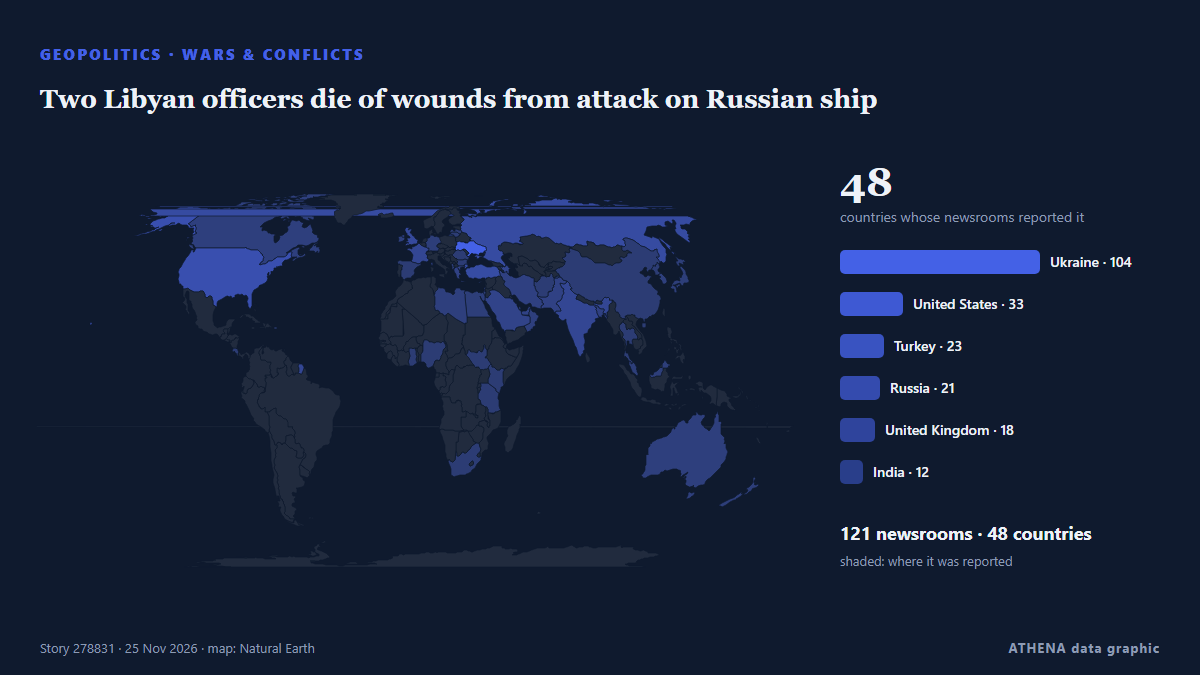 GEOPOLITICS · WARS & CONFLICTS
Two Libyan officers die of wounds from attack on Russian ship
48
countries whose newsrooms reported it
Ukraine · 104
United States · 33
Turkey · 23
Russia · 21
United Kingdom · 18
India · 12
121 newsrooms · 48 countries
shaded: where it was reported
Story 278831 · 25 Nov 2026 · map: Natural Earth
ATHENA data graphic